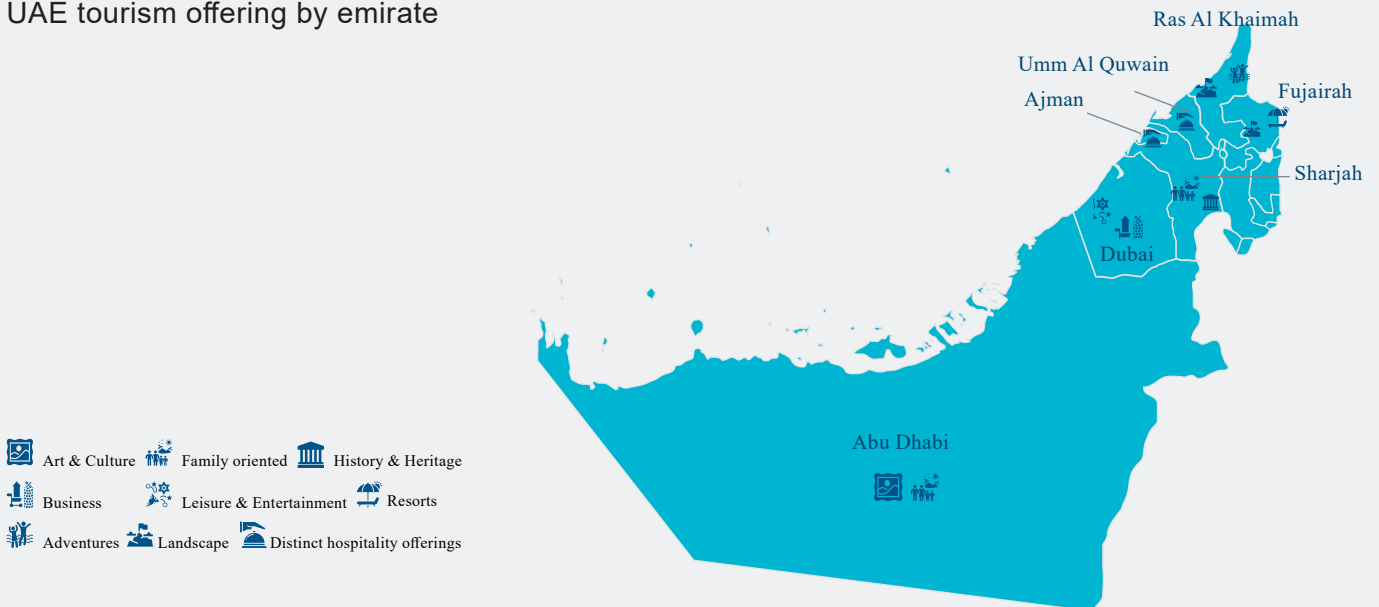 UAE tourism offering by emirate
Ras Al Khaimah
Umm Al Quwain
Ajman
Fujairah
Sharjah
Dubai
Abu Dhabi
Art & Culture Family oriented History & Heritage
Business Leisure & Entertainment Resorts
Adventures Landscape Distinct hospitality offerings